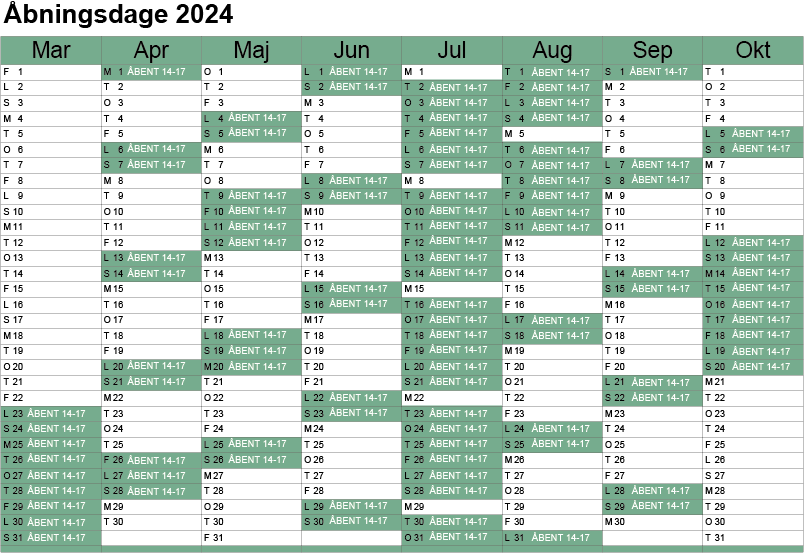 Åbningsdage 2024
Mar Apr Maj Jun Jul Aug Sep Okt
F 1 M 1 ÅBENT 14-17 O 1 L 1 ÅBENT 14-17 M 1 T 1 ÅBENT 14-17 S 1 ÅBENT 14-17 T 1
L 2 T 2 T 2 S 2 ÅBENT 14-17 T 2 ÅBENT 14-17 F 2 ÅBENT 14-17 M 2 O 2
S 3 O 3 F 3 M 3 O 3 ÅBENT 14-17 L 3 ÅBENT 14-17 T 3 T 3
M 4 T 4 L 4 ÅBENT 14-17 T 4 T 4 ÅBENT 14-17 S 4 ÅBENT 14-17 O 4 F 4
T 5 F 5 S 5 ÅBENT 14-17 O 5 F 5 ÅBENT 14-17 M 5 T 5 L 5 ÅBENT 14-17
O 6 L 6 ÅBENT 14-17 M 6 T 6 L 6 ÅBENT 14-17 T 6 ÅBENT 14-17 F 6 S 6 ÅBENT 14-17
T 7 S 7 ÅBENT 14-17 T 7 F 7 S 7 ÅBENT 14-17 O 7 ÅBENT 14-17 L 7 ÅBENT 14-17 M 7
F 8 M 8 O 8 L 8 ÅBENT 14-17 M 8 T 8 ÅBENT 14-17 S 8 ÅBENT 14-17 T 8
L 9 T 9 T 9 ÅBENT 14-17 S 9 ÅBENT 14-17 T 9 ÅBENT 14-17 F 9 ÅBENT 14-17 M 9 O 9
S 10 O 10 F 10 ÅBENT 14-17 M 10 O 10 ÅBENT 14-17 L 10 ÅBENT 14-17 T 10 T 10
M 11 T 11 L 11 ÅBENT 14-17 T 11 T 11 ÅBENT 14-17 S 11 ÅBENT 14-17 O 11 F 11
T 12 F 12 S 12 ÅBENT 14-17 O 12 F 12 ÅBENT 14-17 M 12 T 12 L 12 ÅBENT 14-17
O 13 L 13 ÅBENT 14-17 M 13 T 13 L 13 ÅBENT 14-17 T 13 F 13 S 13 ÅBENT 14-17
T 14 S 14 ÅBENT 14-17 T 14 F 14 S 14 ÅBENT 14-17 O 14 L 14 ÅBENT 14-17 M 14 ÅBENT 14-17
F 15 M 15 O 15 L 15 ÅBENT 14-17 M 15 T 15 S 15 ÅBENT 14-17 T 15 ÅBENT 14-17
L 16 T 16 T 16 S 16 ÅBENT 14-17 T 16 ÅBENT 14-17 F 16 M 16 O 16 ÅBENT 14-17
S 17 O 17 F 17 M 17 O 17 ÅBENT 14-17 L 17 ÅBENT 14-17 T 17 T 17 ÅBENT 14-17
M 18 T 18 L 18 ÅBENT 14-17 T 18 T 18 ÅBENT 14-17 S 18 ÅBENT 14-17 O 18 F 18 ÅBENT 14-17
T 19 F 19 S 19 ÅBENT 14-17 O 19 F 19 ÅBENT 14-17 M 19 T 19 L 19 ÅBENT 14-17
O 20 L 20 ÅBENT 14-17 M 20 ÅBENT 14-17 T 20 L 20 ÅBENT 14-17 T 20 F 20 S 20 ÅBENT 14-17
T 21 S 21 ÅBENT 14-17 T 21 F 21 S 21 ÅBENT 14-17 O 21 L 21 ÅBENT 14-17 M 21
F 22 M 22 O 22 L 22 ÅBENT 14-17 M 22 T 22 S 22 ÅBENT 14-17 T 22
L 23 ÅBENT 14-17 T 23 T 23 S 23 ÅBENT 14-17 T 23 ÅBENT 14-17 F 23 M 23 O 23
S 24 ÅBENT 14-17 O 24 F 24 M 24 O 24 ÅBENT 14-17 L 24 ÅBENT 14-17 T 24 T 24
M 25 ÅBENT 14-17 T 25 L 25 ÅBENT 14-17 T 25 T 25 ÅBENT 14-17 S 25 ÅBENT 14-17 O 25 F 25
T 26 ÅBENT 14-17 F 26 ÅBENT 14-17 S 26 ÅBENT 14-17 O 26 F 26 ÅBENT 14-17 M 26 T 26 L 26
O 27 ÅBENT 14-17 L 27 ÅBENT 14-17 M 27 T 27 L 27 ÅBENT 14-17 T 27 F 27 S 27
T 28 ÅBENT 14-17 S 28 ÅBENT 14-17 T 28 F 28 S 28 ÅBENT 14-17 O 28 L 28 ÅBENT 14-17 M 28
F 29 ÅBENT 14-17 M 29 O 29 L 29 ÅBENT 14-17 M 29 T 29 S 29 ÅBENT 14-17 T 29
L 30 ÅBENT 14-17 T 30 T 30 S 30 ÅBENT 14-17 T 30 ÅBENT 14-17 F 30 M 30 O 30
S 31 ÅBENT 14-17 F 31 O 31 ÅBENT 14-17 L 31 ÅBENT 14-17 T 31